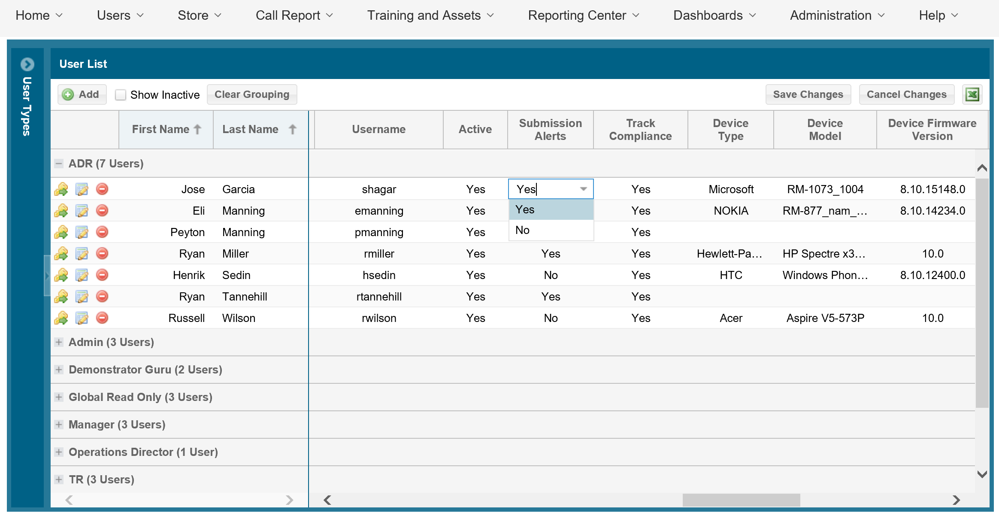 Home Users Store Call Report Training and Assets Reporting Center Dashboards Administration Help
User Types
User List
Add Show Inactive Clear Grouping Save Changes Cancel Changes
First Name Last Name Username Active Submission Alerts Track Compliance Device Type Device Model Device Firmware Version
ADR (7 Users)
Jose Garcia shagar Yes Yes Yes Microsoft RM-1073_1004 8.10.15148.0
Eli Manning emanning Yes Yes Yes NOKIA RM-877_nam_... 8.10.14234.0
Peyton Manning pmanning Yes No Yes
Ryan Miller rmiller Yes Yes Yes Hewlett-Pa... HP Spectre x3... 10.0
Henrik Sedin hsedin Yes No Yes HTC Windows Phon... 8.10.12400.0
Ryan Tannehill rtannehill Yes Yes Yes
Russell Wilson rwilson Yes No Yes Acer Aspire V5-573P 10.0
Admin (3 Users)
Demonstrator Guru (2 Users)
Global Read Only (3 Users)
Manager (3 Users)
Operations Director (1 User)
TR (3 Users)